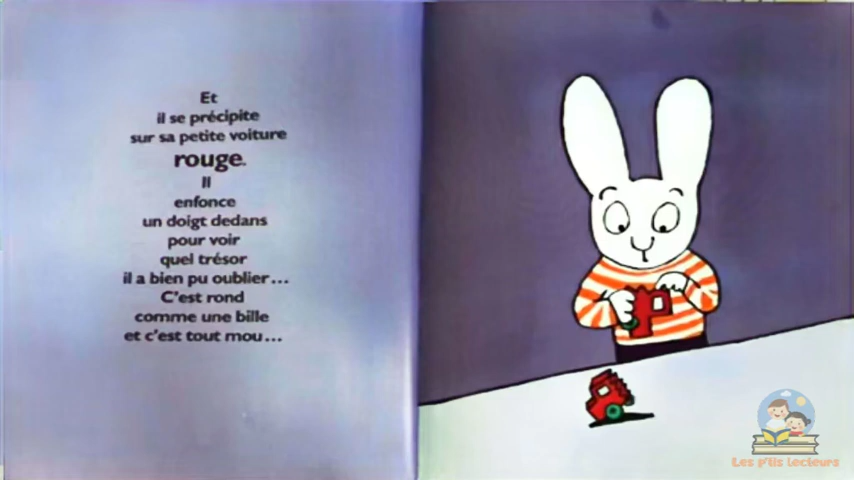 Et
il se précipite
sur sa petite voiture
rouge.
Il
enfonce
un doigt dedans
pour voir
quel trésor
il a bien pu oublier...
C'est rond
comme une bille
et c'est tout mou...
Les p'tis lecteurs